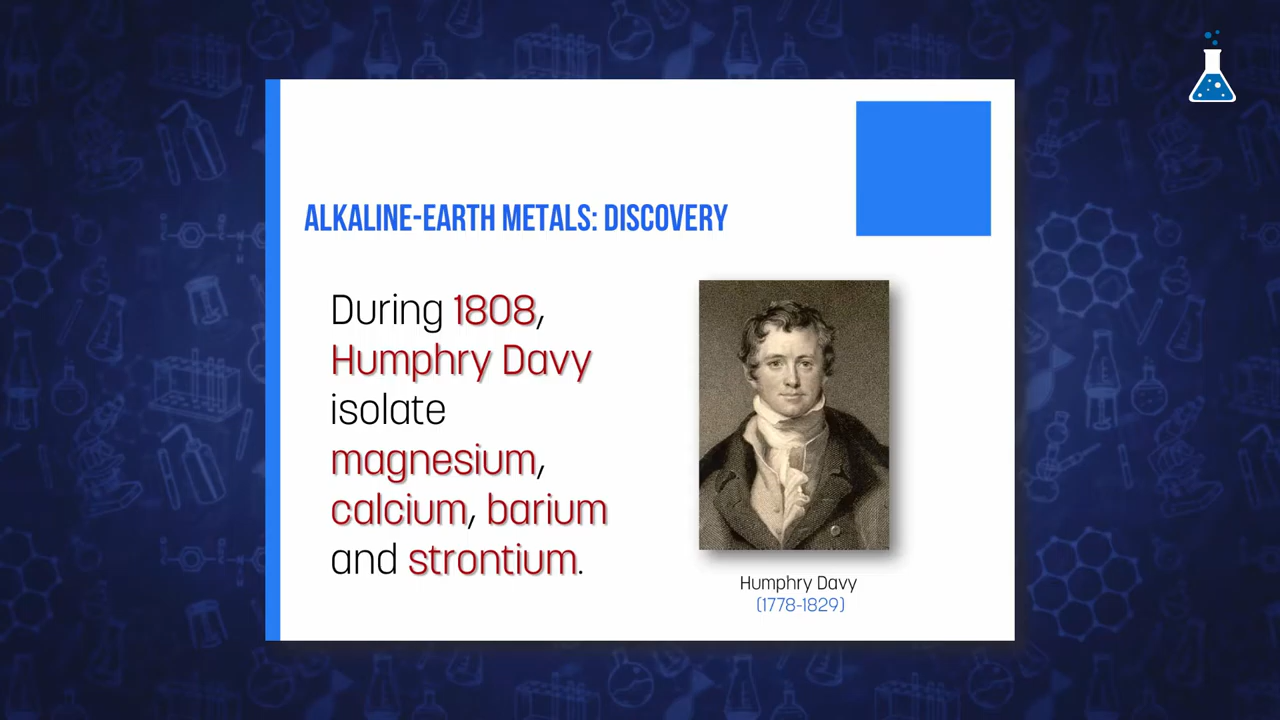 ALKALINE-EARTH METALS: DISCOVERY
During 1808,
Humphry Davy
isolate
magnesium,
calcium, barium
and strontium.
Humphry Davy
(1778-1829)